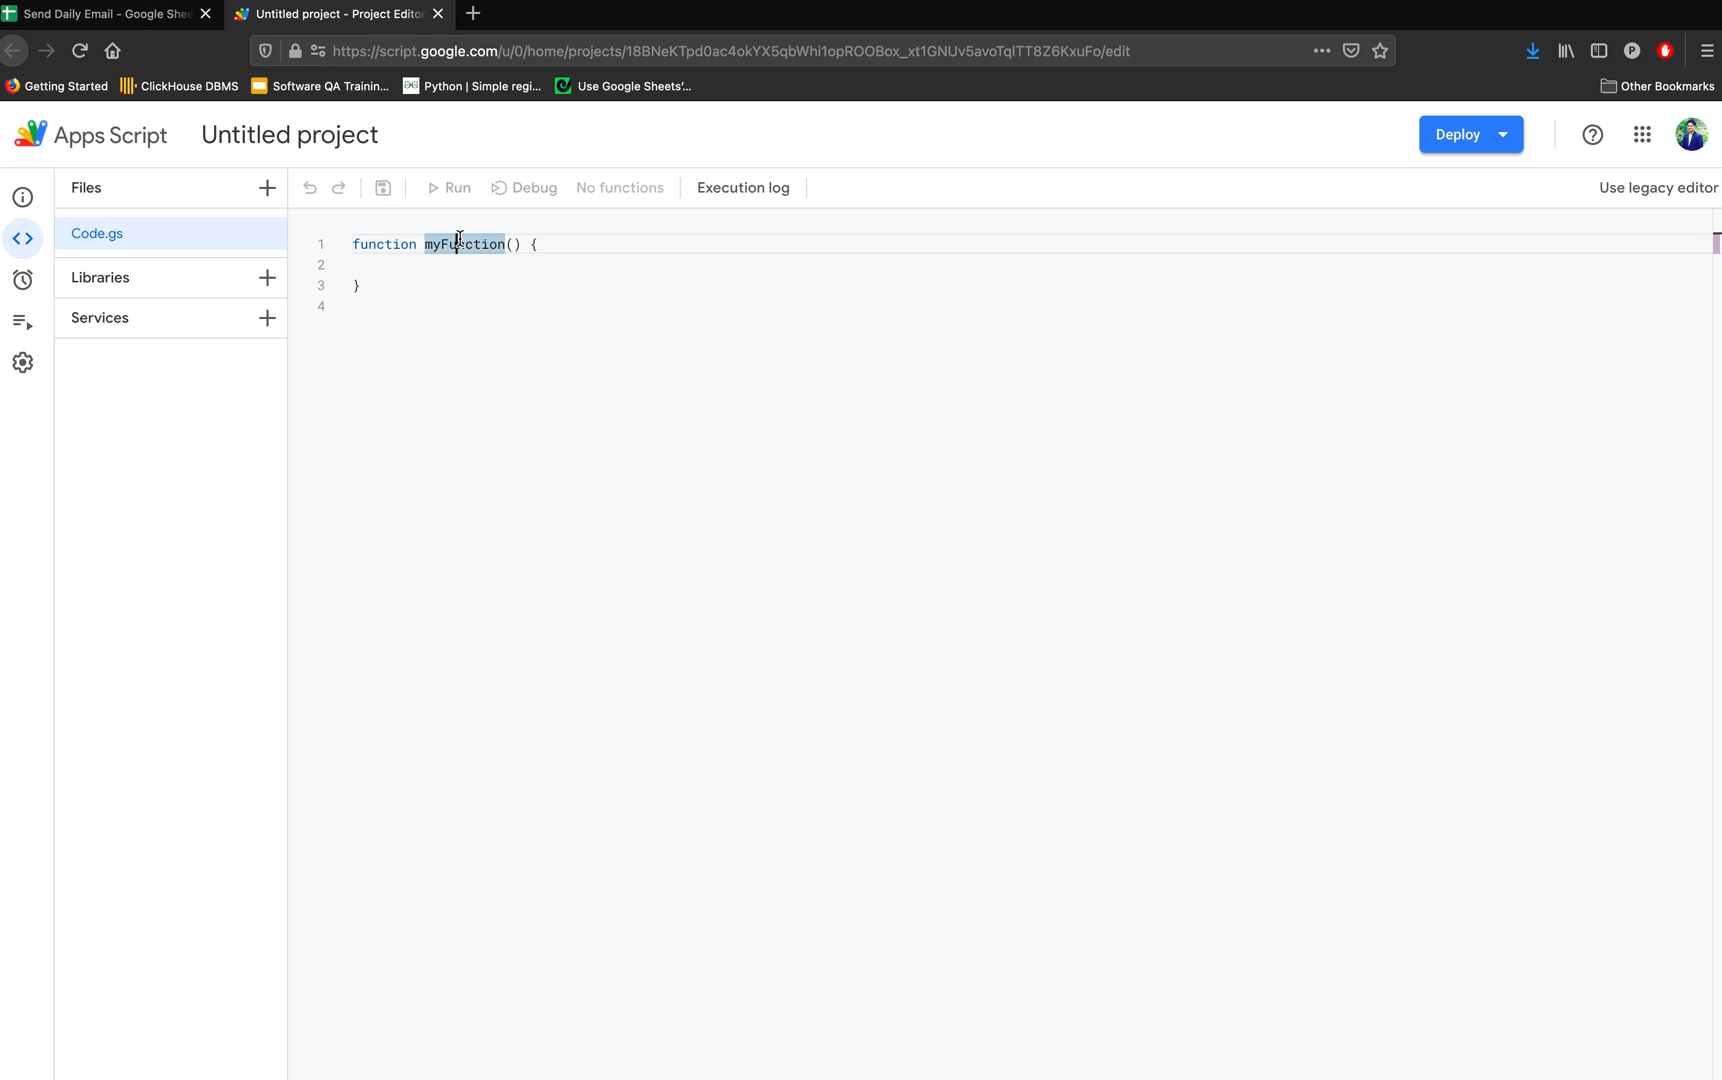 Send Daily Email - Google Shee
Untitled project - Project Editor
https://script.google.com/u/0/home/projects/18BNeKTpd0ac4okYX5qbWhi1opROOBox_xt1GNUv5avoTqlTT8Z6KxuFo/edit
Getting Started
ClickHouse DBMS
Software QA Trainin...
Python | Simple regi...
Use Google Sheets'...
Other Bookmarks
Apps Script
Untitled project
Deploy
Files
Run
Debug
No functions
Execution log
Use legacy editor
Code.gs
Libraries
Services
1 function myFunction() {
2
3 }
4